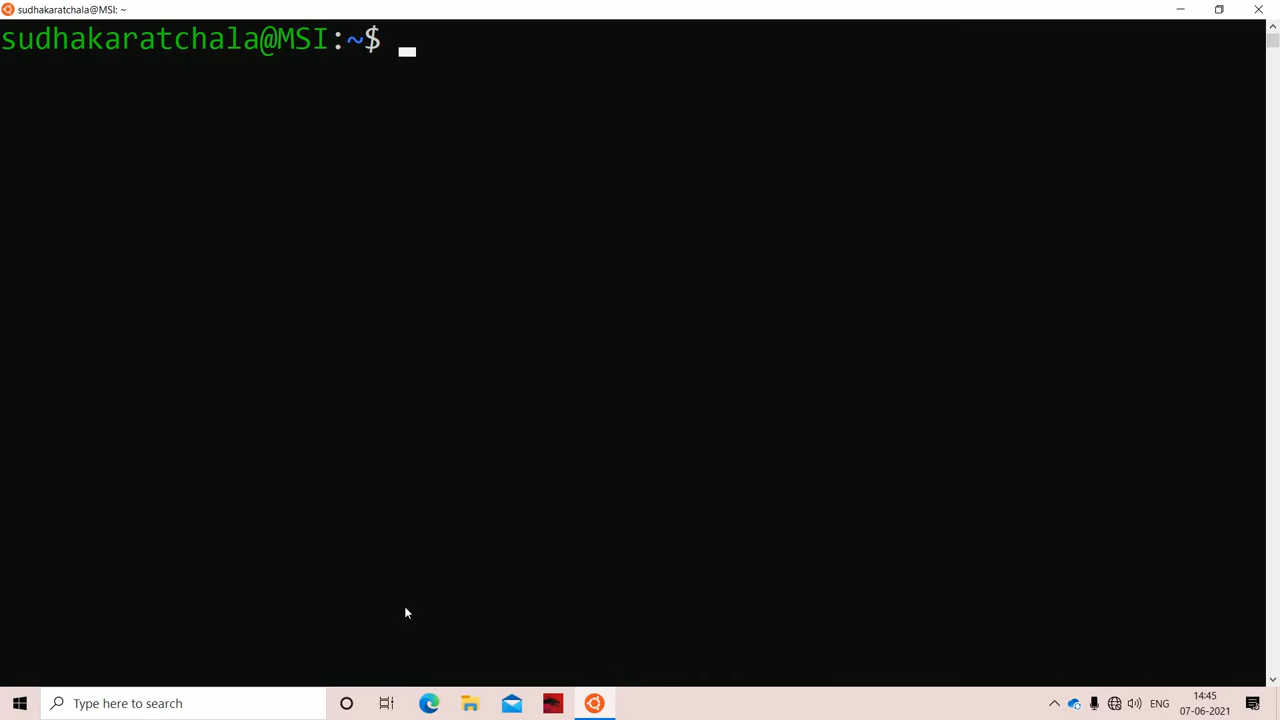 sudhakaratchala@MSI: ~
sudhakaratchala@MSI:~$
Type here to search
ENG
14:45
07-06-2021